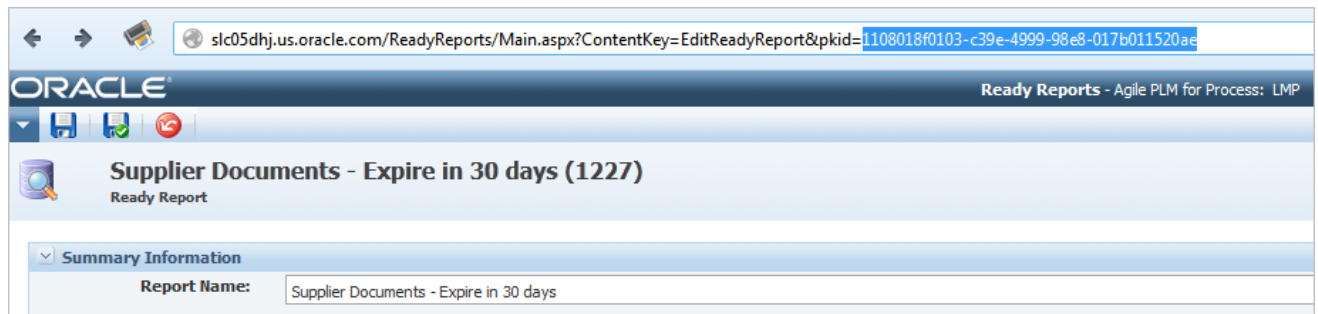 slc05dhj.us.oracle.com/ReadyReports/Main.aspx?ContentKey=EditReadyReport&pkid=1108018f0103-c39e-4999-98e8-017b011520ae
ORACLE
Ready Reports - Agile PLM for Process: LMP
Supplier Documents - Expire in 30 days (1227)
Ready Report
Summary Information
Report Name: Supplier Documents - Expire in 30 days